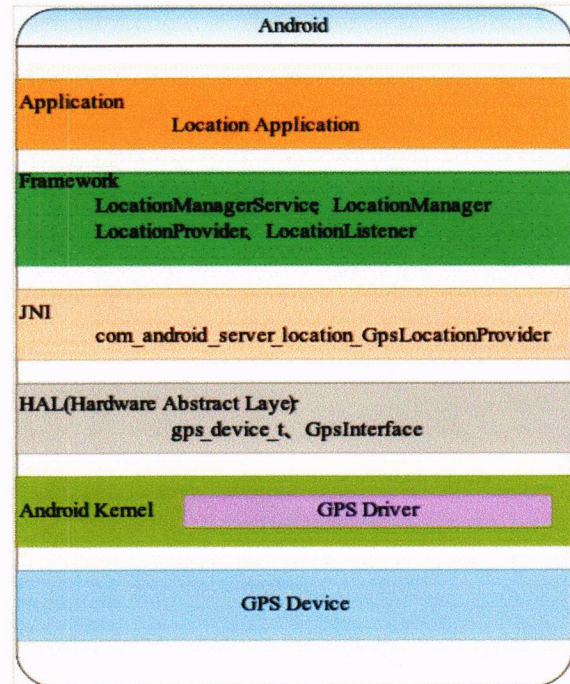 Android
Application
Location Application
Framework
LocationManagerService、LocationManager
LocationProvider、LocationListener
JNI
com_android_server_location_GpsLocationProvider
HAL(Hardware Abstract Laye)r
gps_device_t、GpsInterface
Android Kernel
GPS Driver
GPS Device